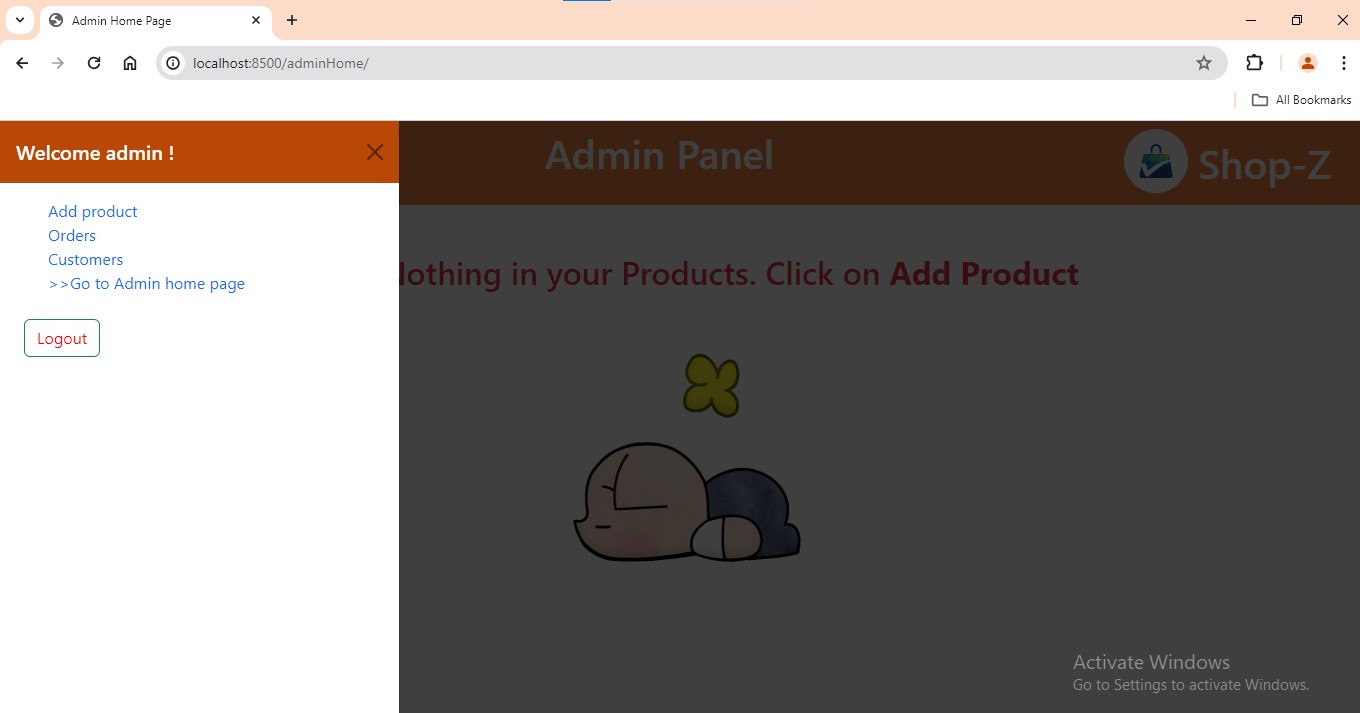 Admin Home Page
localhost:8500/adminHome/
All Bookmarks
Welcome admin !
Admin Panel
Shop-Z
Add product
Orders
Customers
>>Go to Admin home page
Logout
in your Products. Click on Add Product
Activate Windows
Go to Settings to activate Windows.